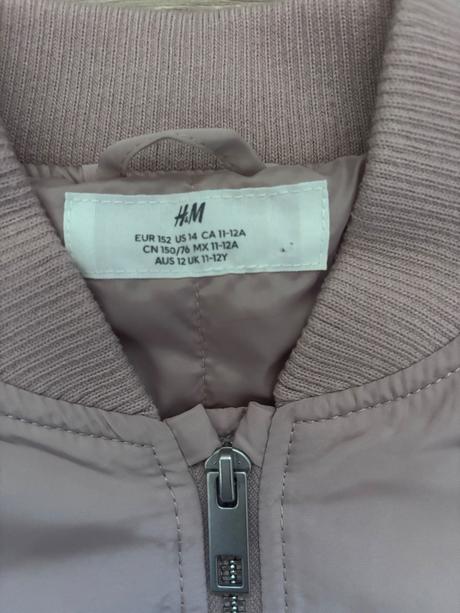 H&M
EUR 152 US 14 CA 11-12A
CN 150/76 MX 11-12A
AUS 12 UK 11-12Y